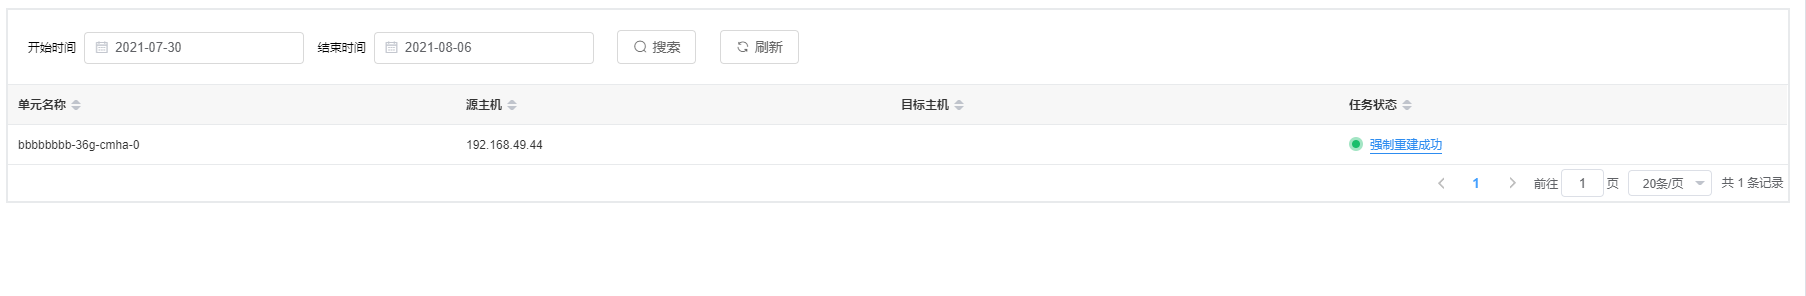 开始时间 2021-07-30 结束时间 2021-08-06 搜索 刷新
单元名称 源主机 目标主机 任务状态
bbbbbbbb-36g-cmha-0 192.168.49.44 强制重建成功
1 前往 1 页 20条/页 共 1 条记录